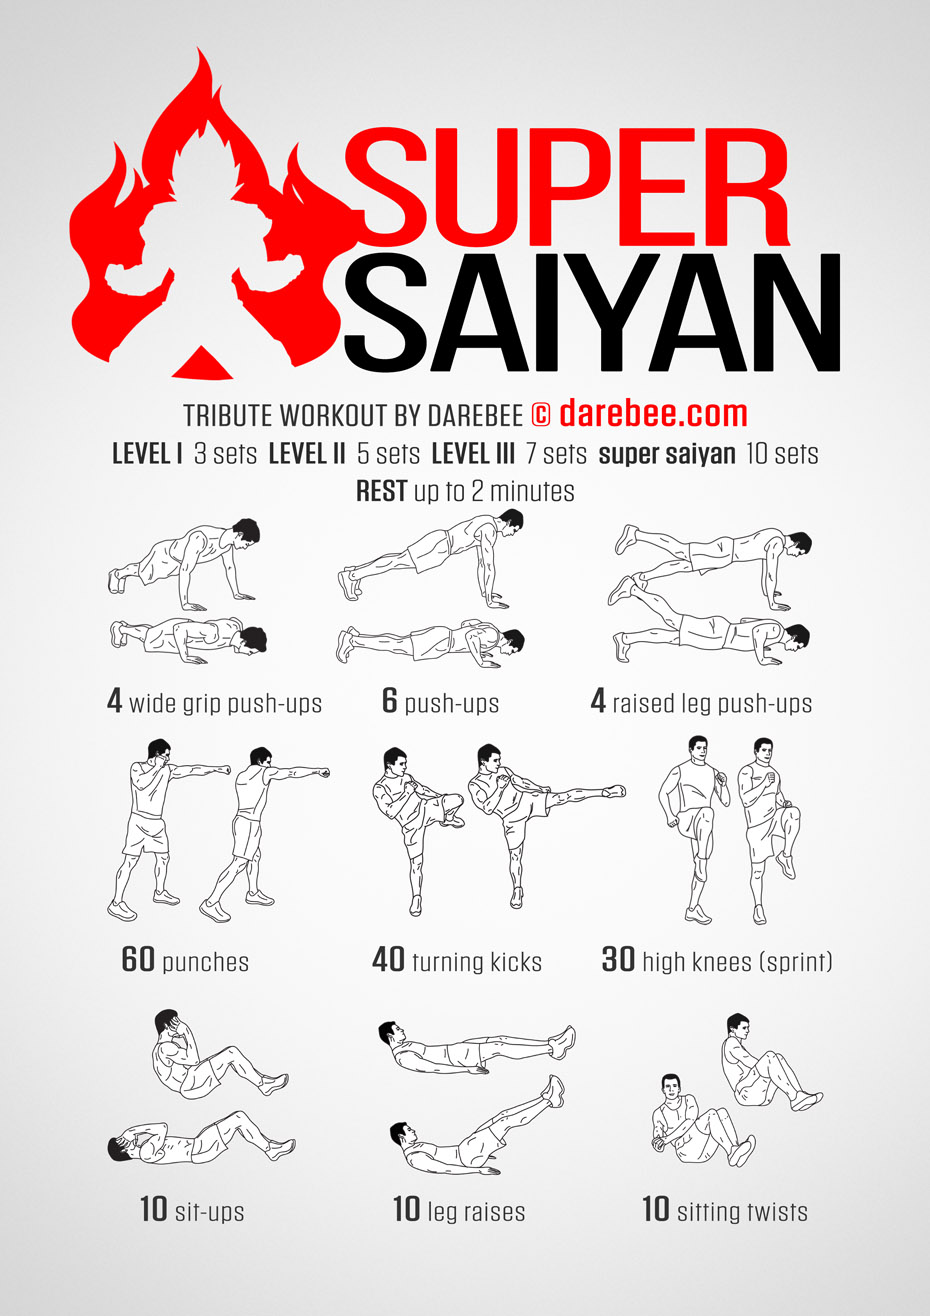 SUPER
SAIYAN
TRIBUTE WORKOUT BY DAREBEE © darebee.com
LEVEL I 3 sets LEVEL II 5 sets LEVEL III 7 sets super saiyan 10 sets
REST up to 2 minutes
4 wide grip push-ups
6 push-ups
4 raised leg push-ups
60 punches
40 turning kicks
30 high knees (sprint)
10 sit-ups
10 leg raises
10 sitting twists